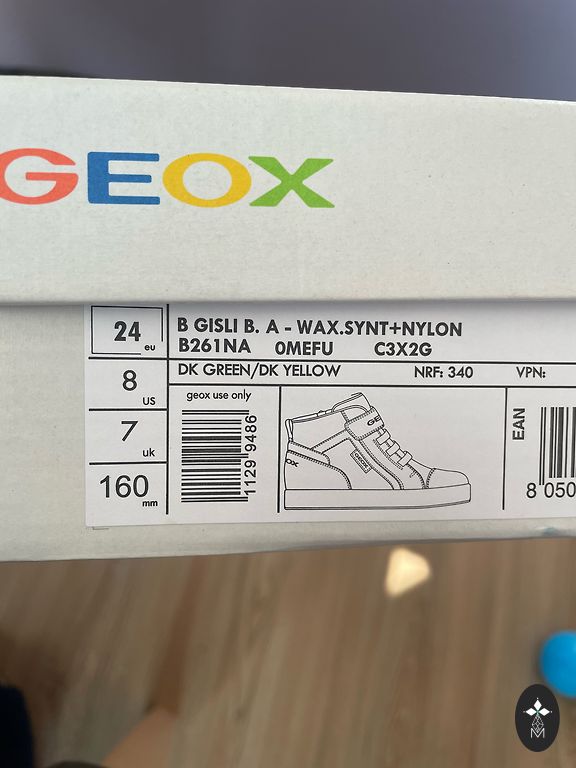 GEOX
24 eu
B GISLI B. A - WAX.SYNT+NYLON
B261NA 0MEFU C3X2G
DK GREEN/DK YELLOW NRF: 340 VPN:
8 US
7 uk
160 mm
geox use only
1129 9486
GEOX
EAN
8 050
M